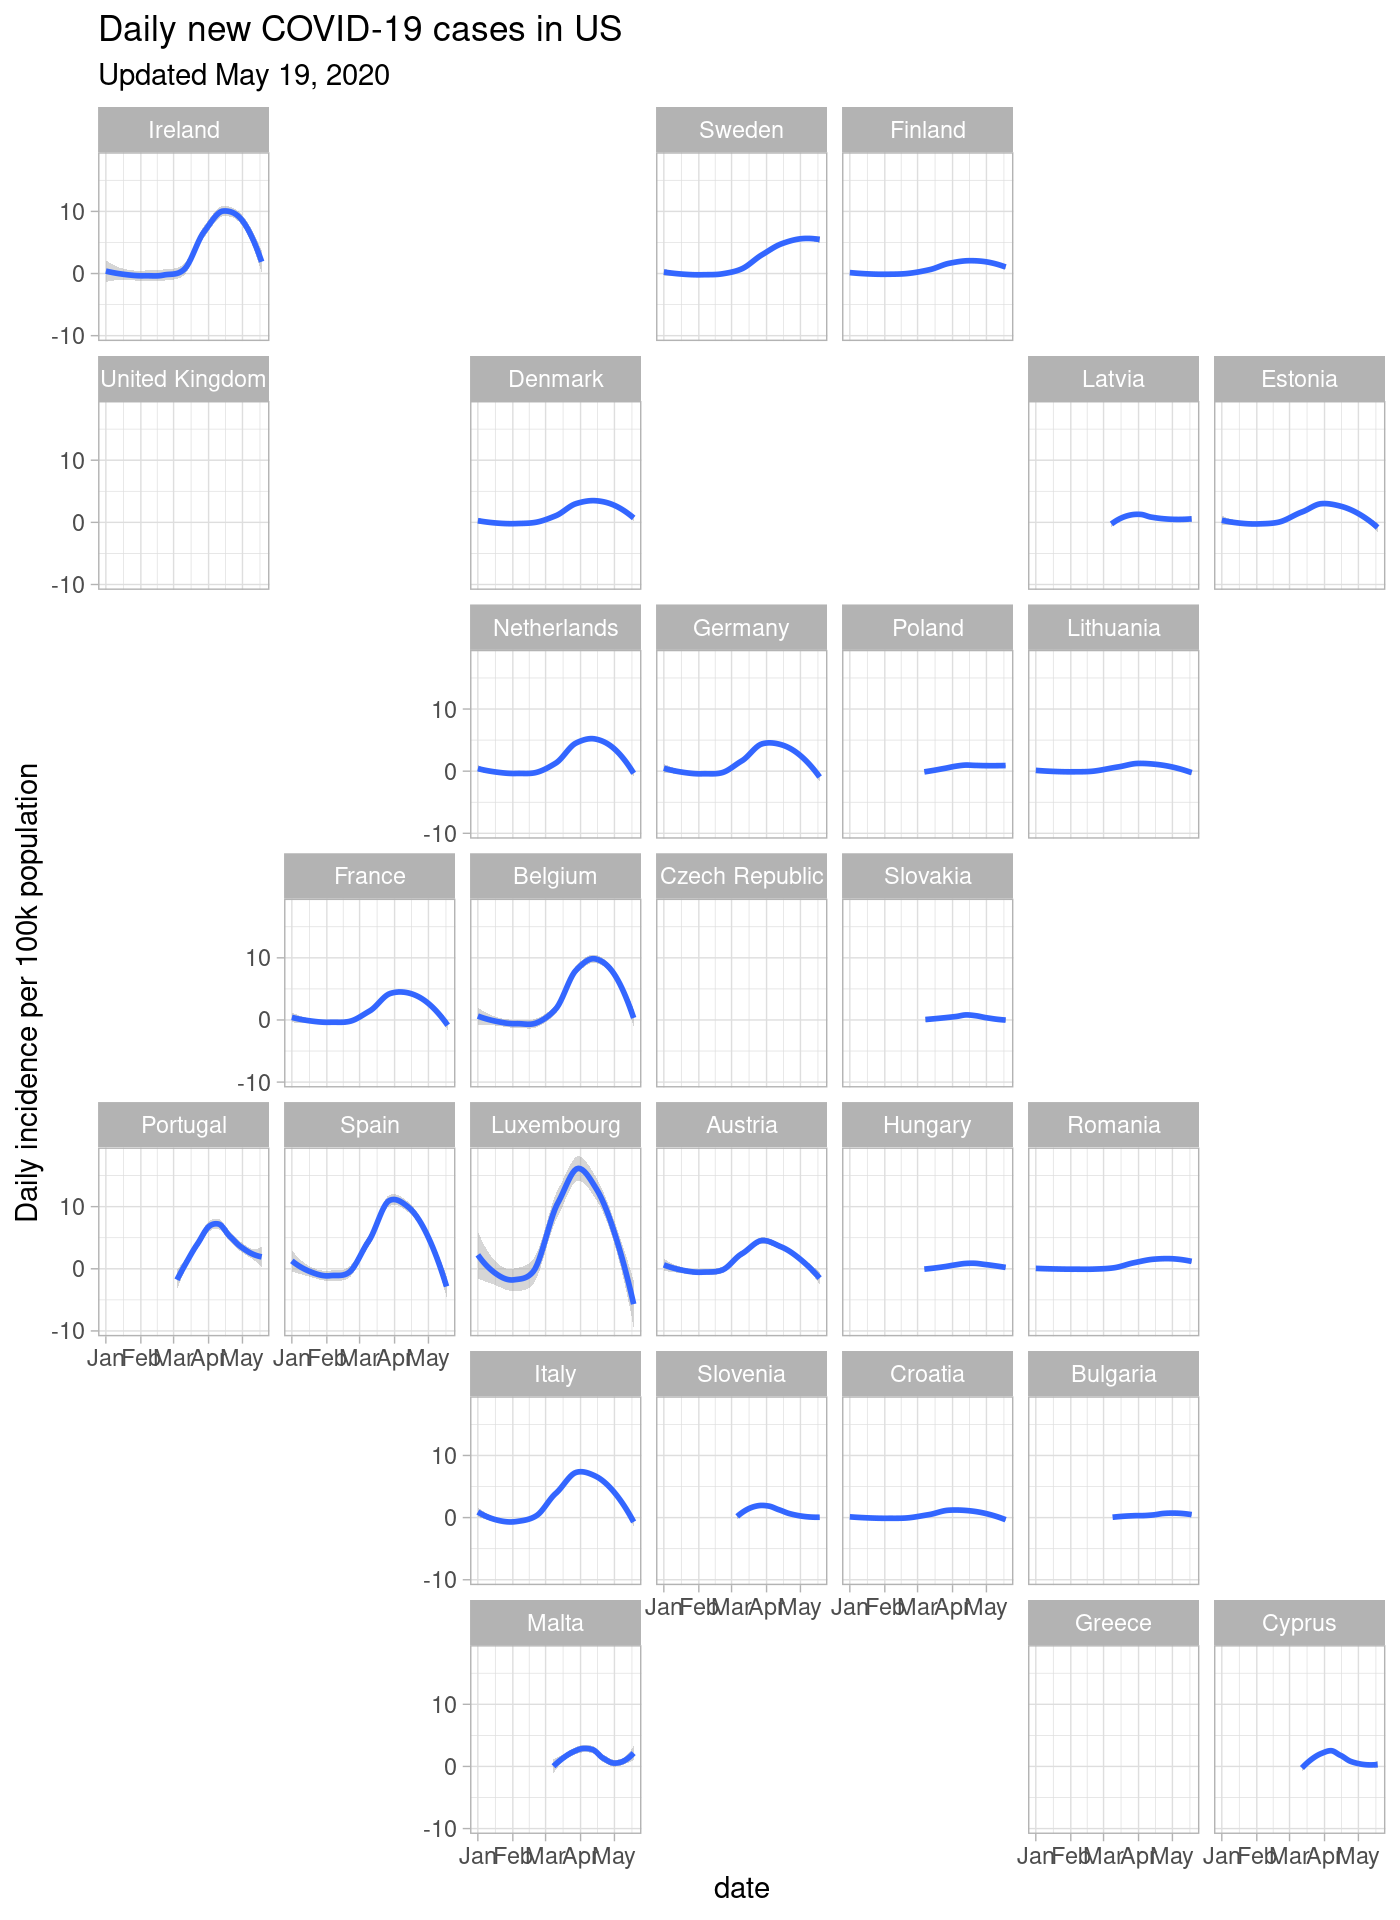 Daily new COVID-19 cases in US
Updated May 19, 2020
Ireland Sweden Finland
10
0
-10
United Kingdom Denmark Latvia Estonia
10
0
-10
Netherlands Germany Poland Lithuania
10
0
-10
France Belgium Czech Republic Slovakia
10
0
-10
Portugal Spain Luxembourg Austria Hungary Romania
10
0
-10
Jan Feb Mar Apr May Jan Feb Mar Apr May
Italy Slovenia Croatia Bulgaria
10
0
-10
Jan Feb Mar Apr May Jan Feb Mar Apr May
Malta Greece Cyprus
10
0
-10
Jan Feb Mar Apr May Jan Feb Mar Apr May Jan Feb Mar Apr May
date
Daily incidence per 100k population